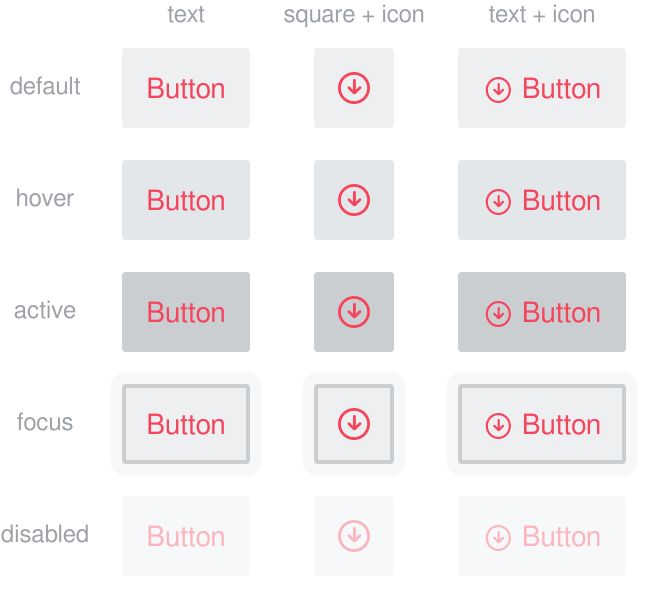 text square + icon text + icon
default Button Button
hover Button Button
active Button Button
focus Button Button
disabled Button Button